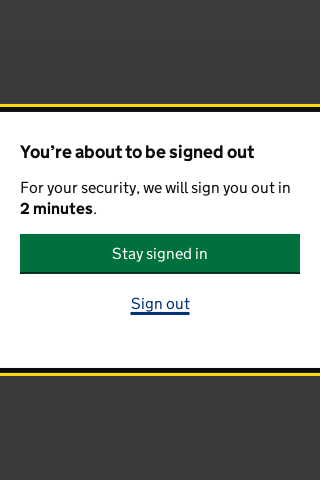 You’re about to be signed out
For your security, we will sign you out in
2 minutes.
Stay signed in
Sign out